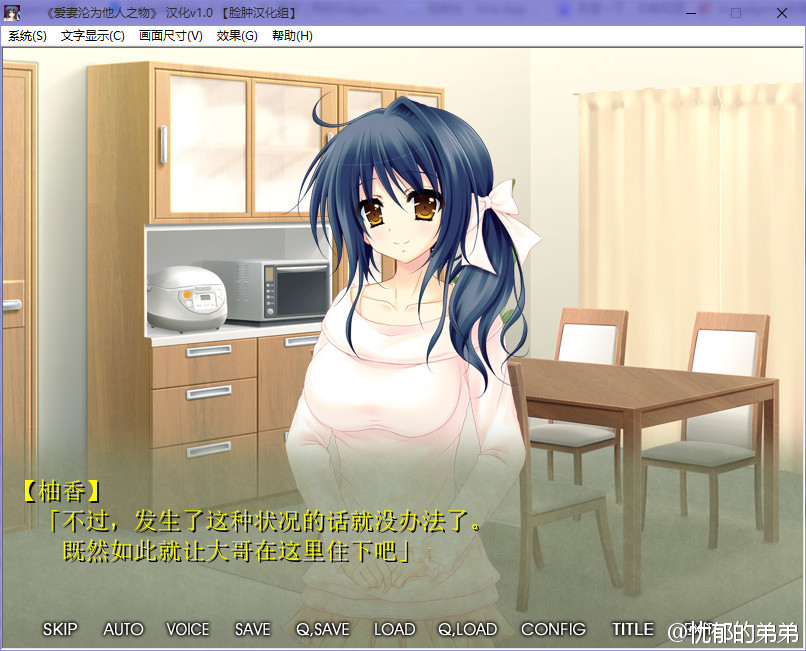 《爱妻沦为他人之物》 汉化v1.0 【脸肿汉化组】
系统(S) 文字显示(C) 画面尺寸(V) 效果(G) 帮助(H)
【柚香】
「不过，发生了这种状况的话就没办法了。
既然如此就让大哥在这里住下吧」
SKIP AUTO VOICE SAVE Q,SAVE LOAD Q,LOAD CONFIG TITLE
@忧郁的弟弟